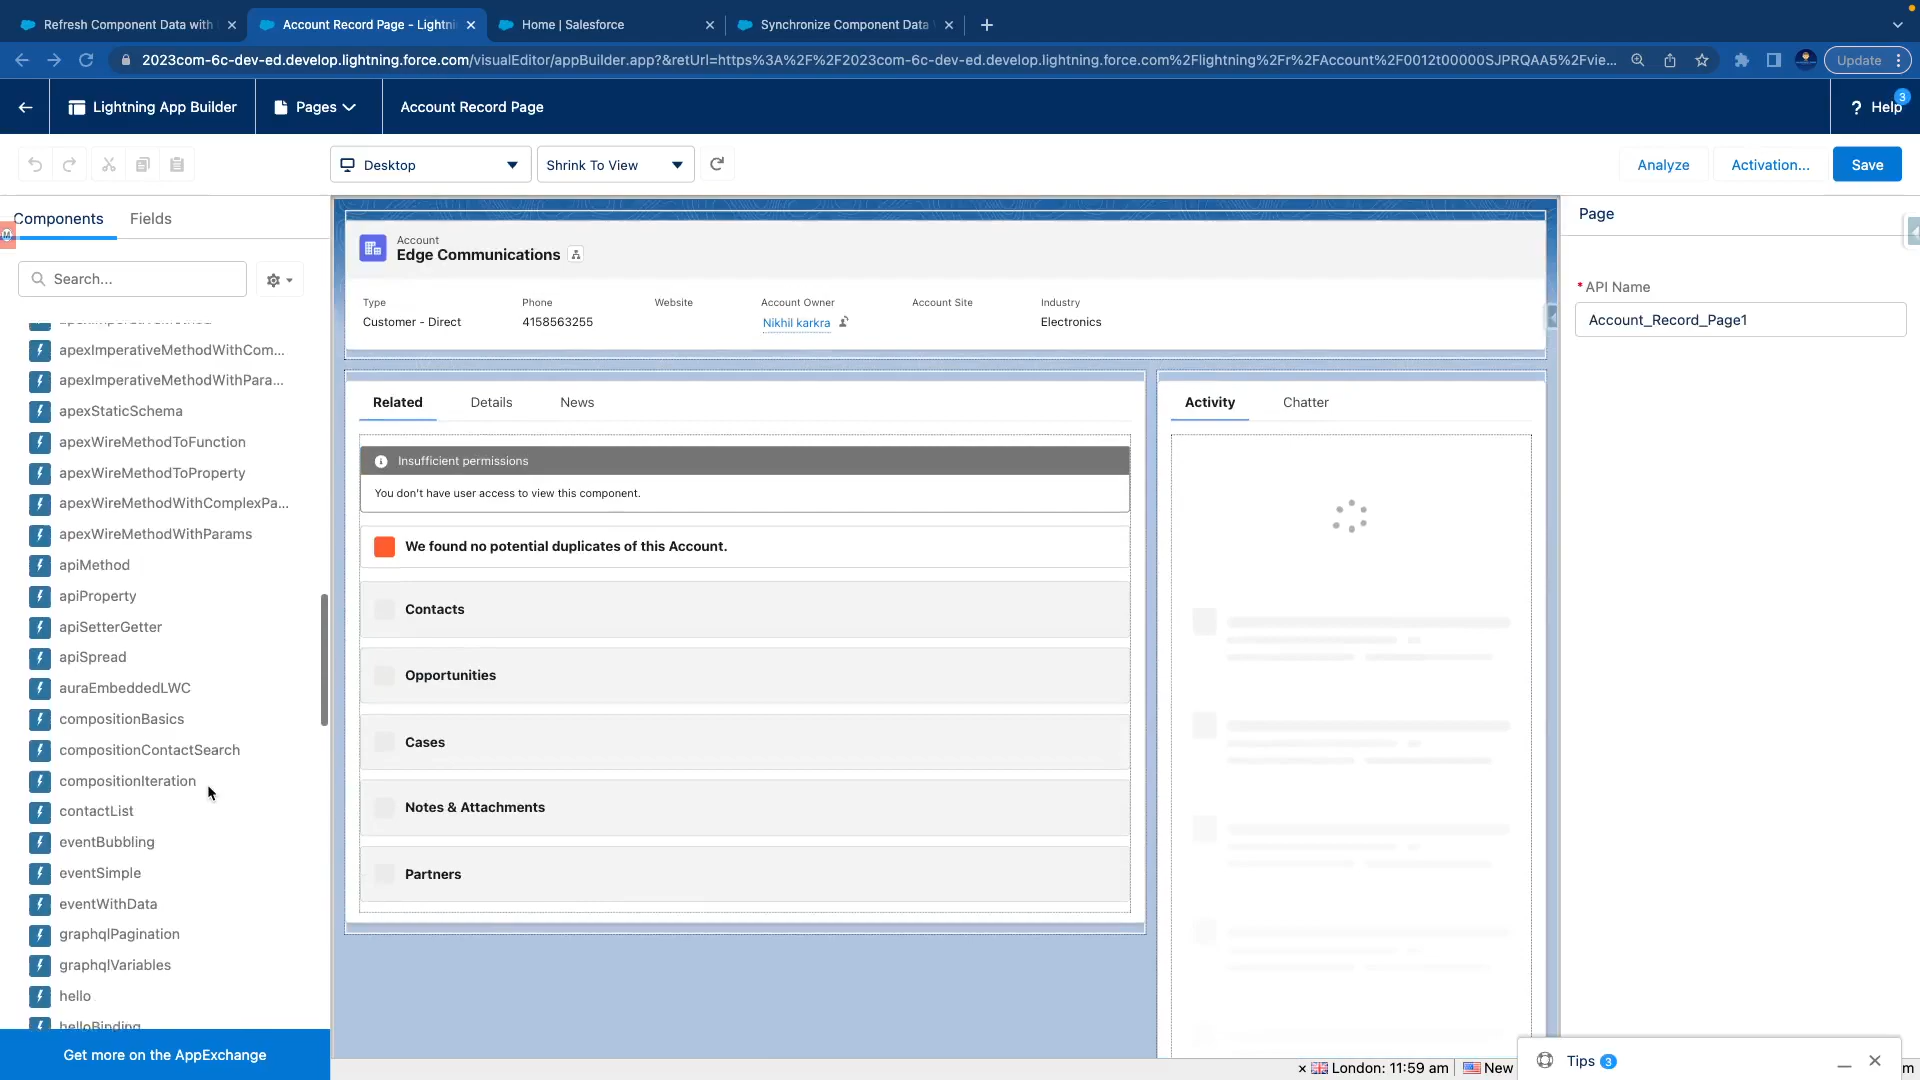 Refresh Component Data with
Account Record Page - Lightni
Home | Salesforce
Synchronize Component Data
2023com-6c-dev-ed.develop.lightning.force.com/visualEditor/appBuilder.app?&retUrl=https%3A%2F%2F2023com-6c-dev-ed.develop.lightning.force.com%2Flightning%2Fr%2FAccount%2F0012t00000SJPRQAA5%2Fvie...
Update
Lightning App Builder
Pages
Account Record Page
? Help
3
Desktop
Shrink To View
Analyze
Activation...
Save
Components
Fields
Search...
apexImperativeMethodWithCom...
apexImperativeMethodWithPara...
apexStaticSchema
apexWireMethodToFunction
apexWireMethodToProperty
apexWireMethodWithComplexPa...
apexWireMethodWithParams
apiMethod
apiProperty
apiSetterGetter
apiSpread
auraEmbeddedLWC
compositionBasics
compositionContactSearch
compositionIteration
contactList
eventBubbling
eventSimple
eventWithData
graphqlPagination
graphqlVariables
hello
helloBinding
Get more on the AppExchange
Account
Edge Communications
Type
Customer - Direct
Phone
4158563255
Website
Account Owner
Nikhil karkra
Account Site
Industry
Electronics
Related
Details
News
Insufficient permissions
You don't have user access to view this component.
We found no potential duplicates of this Account.
Contacts
Opportunities
Cases
Notes & Attachments
Partners
Activity
Chatter
Page
* API Name
Account_Record_Page1
× London: 11:59 am
New
Tips 3
m